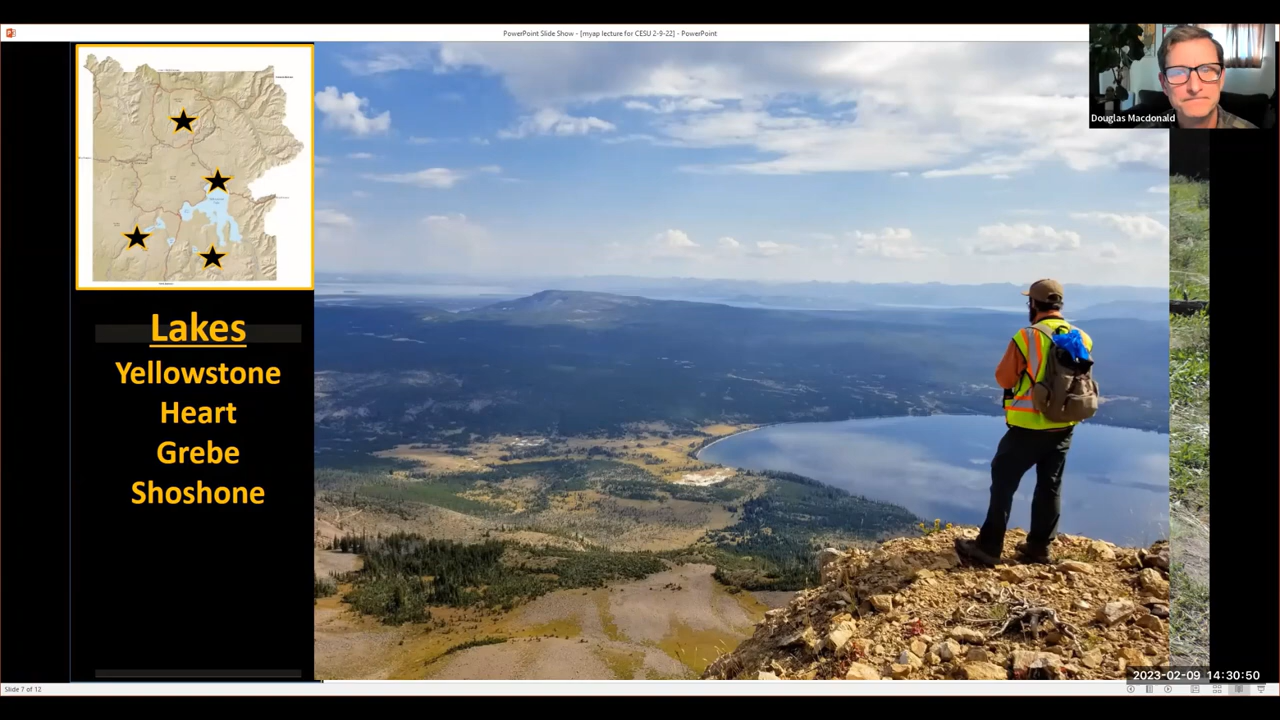 PowerPoint Slide Show - [myap lecture for CESU 2-9-22] - PowerPoint
Douglas Macdonald
Lakes
Yellowstone
Heart
Grebe
Shoshone
2023-02-09 14:30:50
Slide 7 of 12